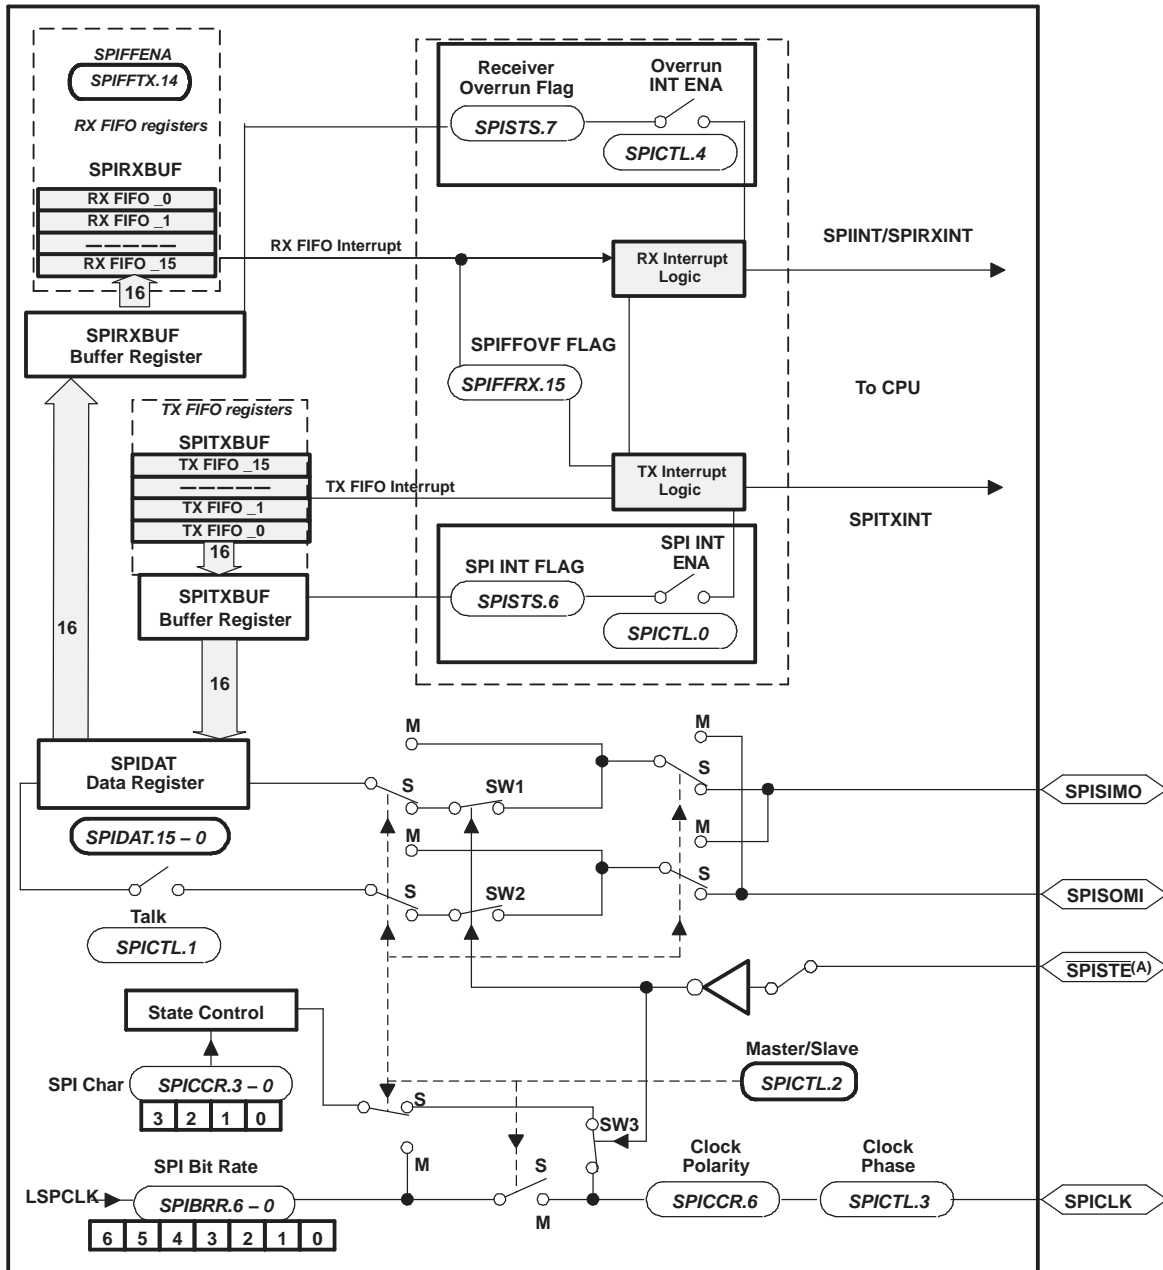 SPIFFENA
SPIFFTX.14
RX FIFO registers
SPIRXBUF
RX FIFO _0
RX FIFO _1
— — — — —
RX FIFO _15
16
SPIRXBUF
Buffer Register
Receiver
Overrun Flag
SPISTS.7
Overrun
INT ENA
SPICTL.4
RX FIFO Interrupt
RX Interrupt
Logic
SPIINT/SPIRXINT
SPIFFOVF FLAG
SPIFFRX.15
To CPU
TX FIFO registers
SPITXBUF
TX FIFO _15
— — — — —
TX FIFO _1
TX FIFO _0
16
TX FIFO Interrupt
TX Interrupt
Logic
SPITXINT
SPITXBUF
Buffer Register
SPI INT FLAG
SPISTS.6
SPI INT
ENA
SPICTL.0
16
16
SPIDAT
Data Register
SPIDAT.15 – 0
M
S
SW1
M
S
SPISIMO
M
S
SW2
M
S
SPISOMI
Talk
SPICTL.1
SPISTE(A)
State Control
Master/Slave
SPICTL.2
SPI Char
SPICCR.3 – 0
3 2 1 0
S
M
SW3
SPI Bit Rate
LSPCLK
SPIBRR.6 – 0
6 5 4 3 2 1 0
S
M
Clock
Polarity
SPICCR.6
Clock
Phase
SPICTL.3
SPICLK